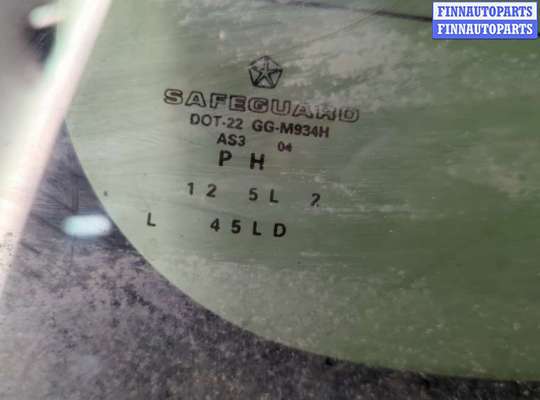 FINNAUTOPARTS
FINNAUTOPARTS
SAFEGUARD
DOT-22 GG-M934H
AS3 04
P H
1 2 5 L 2
L 4 5 L D